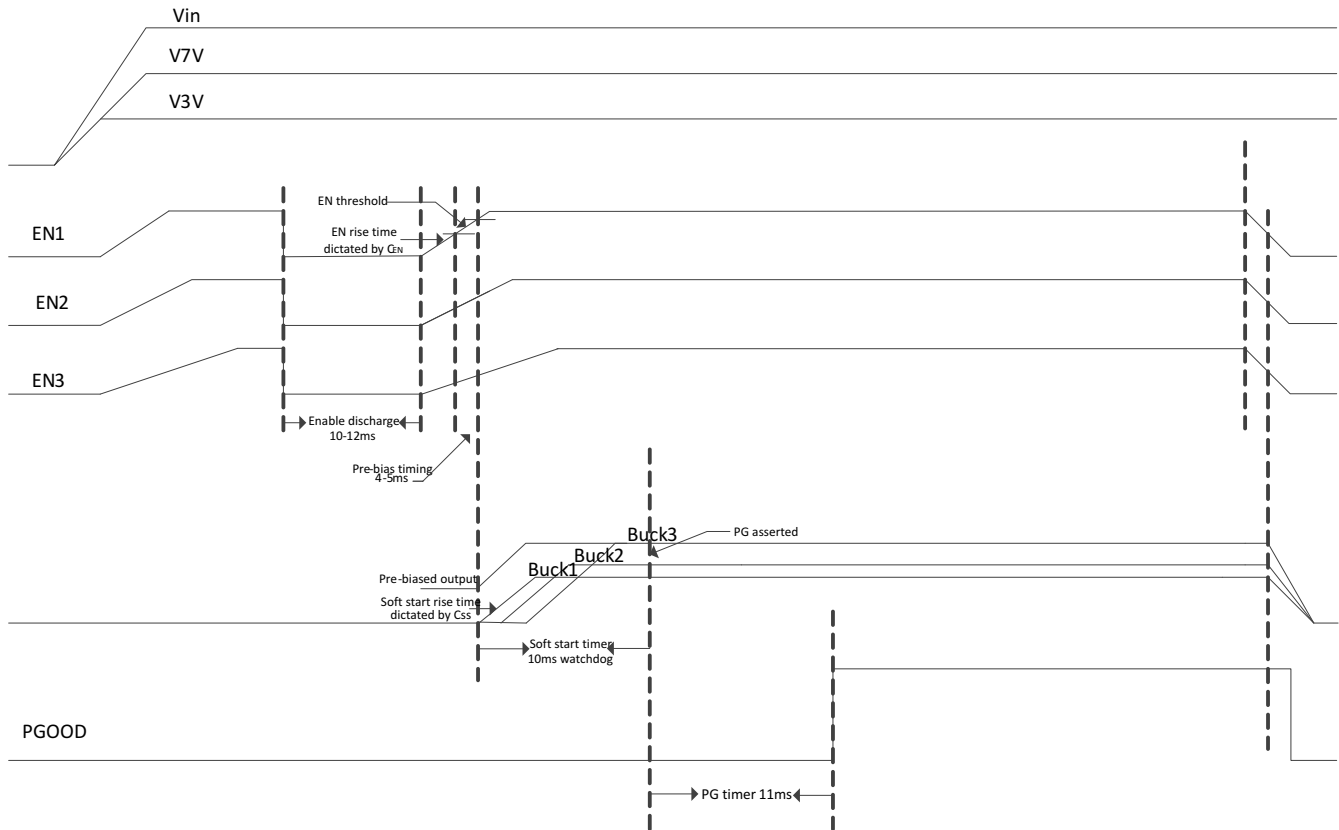 Vin
V7V
V3V
EN1
EN threshold
EN rise time
dictated by CEN
EN2
EN3
Enable discharge
10-12ms
Pre-bias timing
4-5ms
Buck3
PG asserted
Buck2
Buck1
Pre-biased output
Soft start rise time
dictated by Css
Soft start timer
10ms watchdog
PGOOD
PG timer 11ms